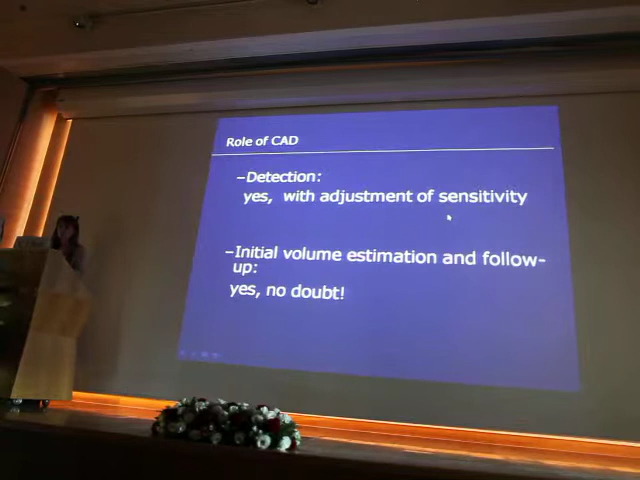 Role of CAD
–Detection:
yes, with adjustment of sensitivity
–Initial volume estimation and follow-
up:
yes, no doubt!